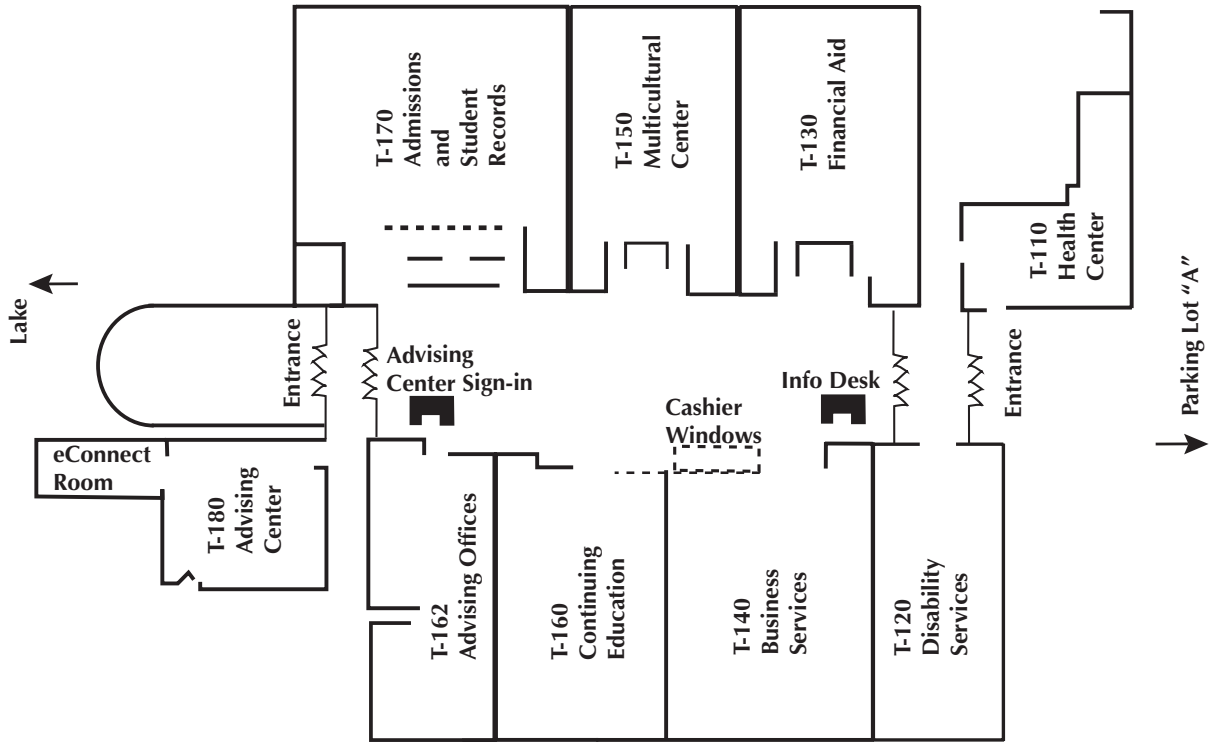 Lake
T-170
Admissions
and
Student
Records
T-150
Multicultural
Center
T-130
Financial Aid
T-110
Health
Center
Parking Lot “A”
Entrance
Advising
Center Sign-in
Info Desk
Entrance
Cashier
Windows
eConnect
Room
T-180
Advising
Center
T-162
Advising Offices
T-160
Continuing
Education
T-140
Business
Services
T-120
Disability
Services